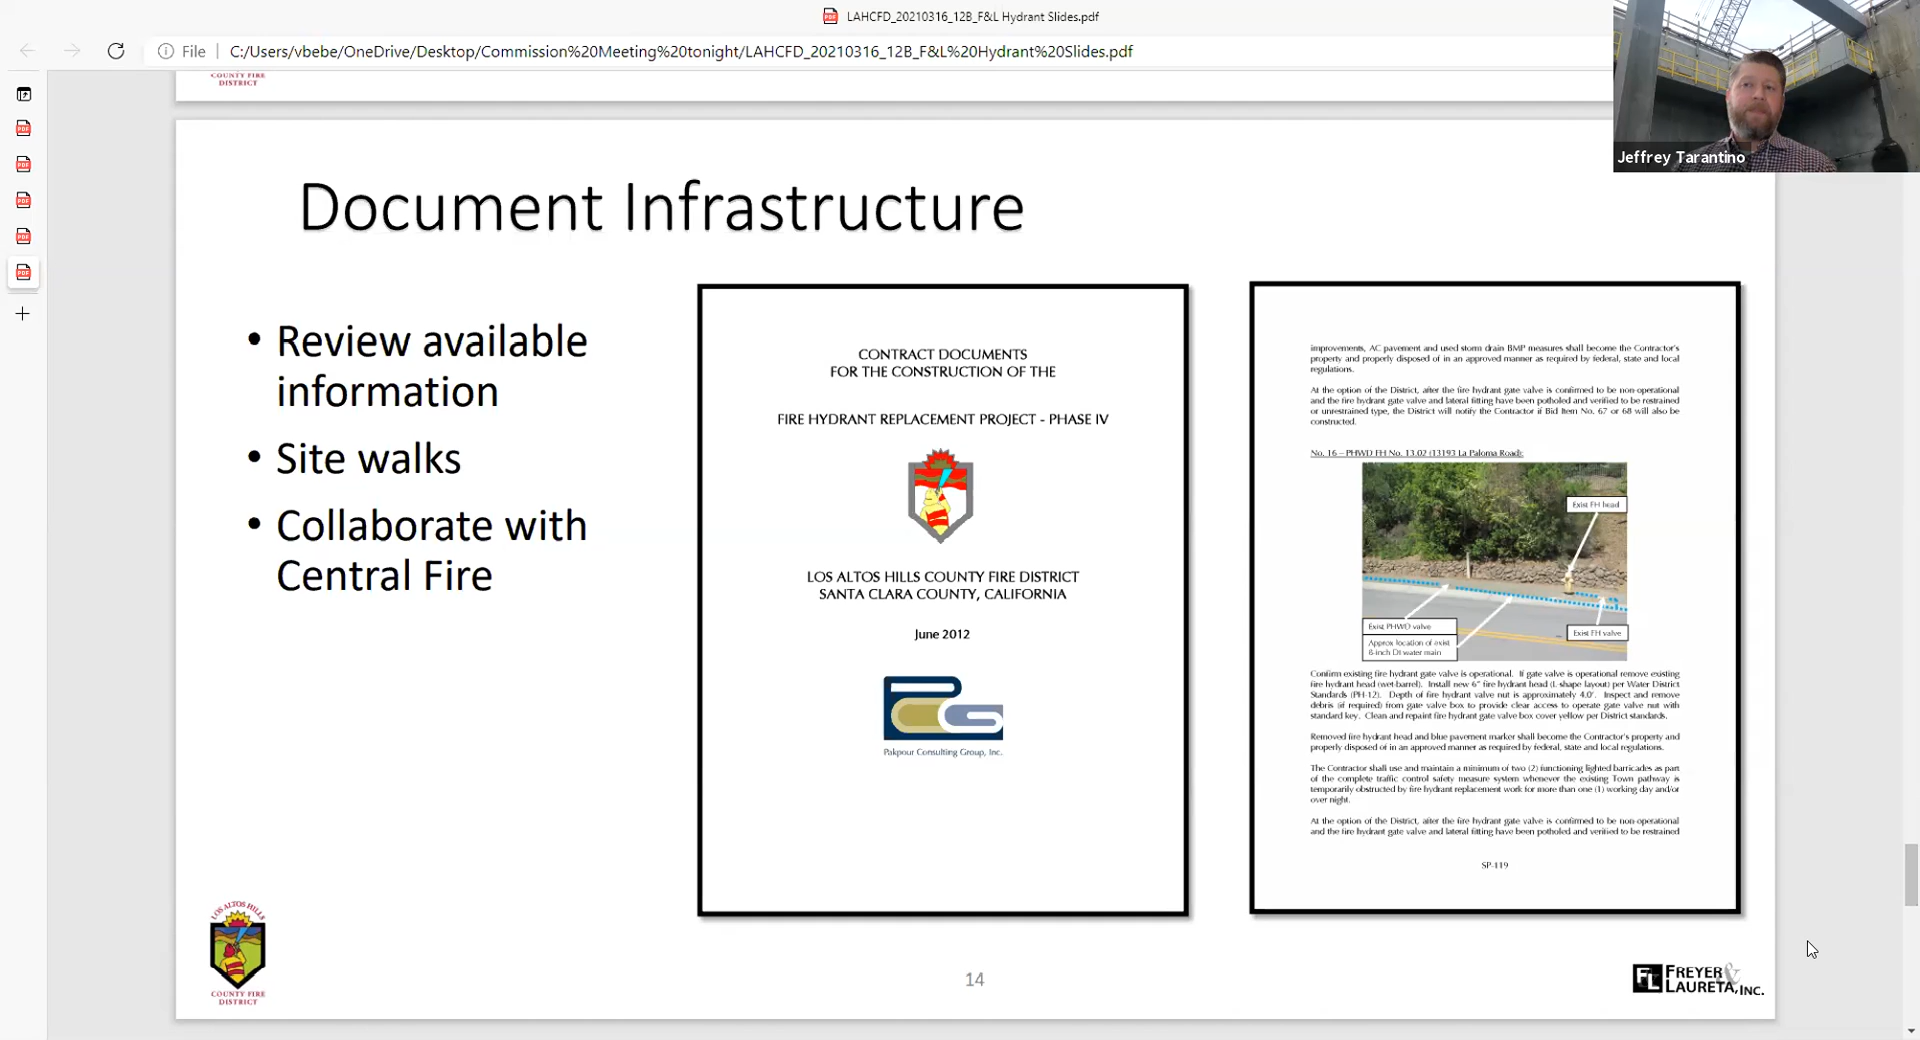 LAHCFD_20210316_12B_F&L Hydrant Slides.pdf
File
C:/Users/vbebe/OneDrive/Desktop/Commission%20Meeting%20tonight/LAHCFD_20210316_12B_F&L%20Hydrant%20Slides.pdf
Jeffrey Tarantino
COUNTY FIRE
DISTRICT
Document Infrastructure
• Review available
information
• Site walks
• Collaborate with
Central Fire
CONTRACT DOCUMENTS
FOR THE CONSTRUCTION OF THE
FIRE HYDRANT REPLACEMENT PROJECT - PHASE IV
LOS ALTOS HILLS COUNTY FIRE DISTRICT
SANTA CLARA COUNTY, CALIFORNIA
June 2012
Pakpour Consulting Group, Inc.
improvements, AC pavement and used storm drain BMP measures shall become the Contractor's
property and properly disposed of in an approved manner as required by federal, state and local
regulations.
At the option of the District, after the fire hydrant gate valve is confirmed to be non-operational
and the fire hydrant gate valve and lateral fitting have been potholed and verified to be restrained
or unrestrained type, the District will notify the Contractor if Bid Item No. 67 or 68 will also be
constructed.
No. 16 – PHWD FH No. 13.02 (13193 La Paloma Road):
Exist FH head
Exist PHWD valve
Approx location of exist
8-inch DI water main
Exist FH valve
Confirm existing fire hydrant gate valve is operational. If gate valve is operational remove existing
fire hydrant head (wet-barrel). Install new 6" fire hydrant head (L-shape layout) per Water District
Standards (PH-12). Depth of fire hydrant valve nut is approximately 4.0'. Inspect and remove
debris (if required) from gate valve box to provide clear access to operate gate valve nut with
standard key. Clean and repaint fire hydrant gate valve box cover yellow per District standards.
Removed fire hydrant head and blue pavement marker shall become the Contractor's property and
properly disposed of in an approved manner as required by federal, state and local regulations.
The Contractor shall use and maintain a minimum of two (2) functioning lighted barricades as part
of the complete traffic control safety measure system whenever the existing Town pathway is
temporarily obstructed by fire hydrant replacement work for more than one (1) working day and/or
over night.
At the option of the District, after the fire hydrant gate valve is confirmed to be non-operational
and the fire hydrant gate valve and lateral fitting have been potholed and verified to be restrained
SP-119
LOS ALTOS HILLS
COUNTY FIRE
DISTRICT
14
FL FREYER &
LAURETA, INC.